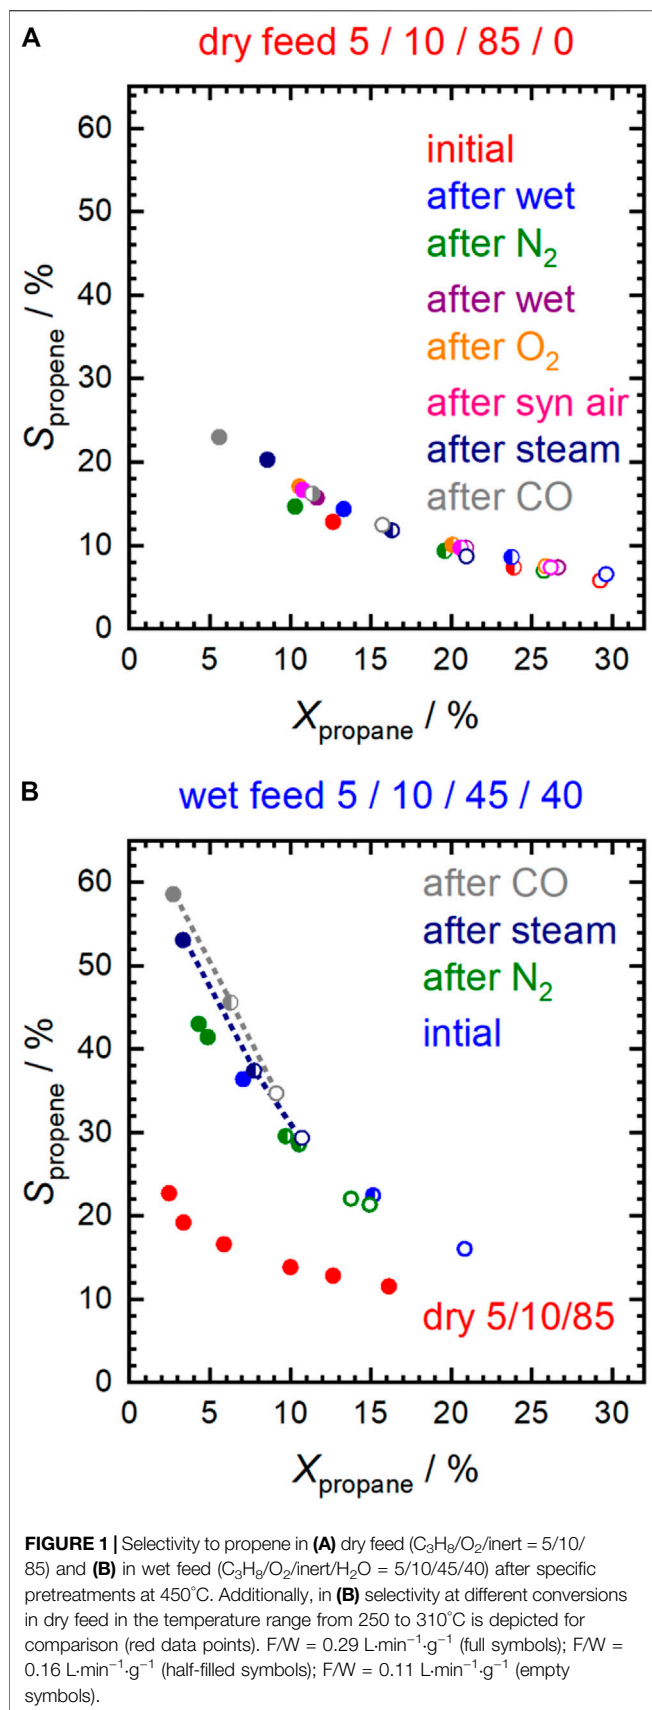 A
dry feed 5 / 10 / 85 / 0
60
50
40
30
20
10
0
S_propene / %
initial
after wet
after N₂
after wet
after O₂
after syn air
after steam
after CO
0 5 10 15 20 25 30
X_propane / %
B
wet feed 5 / 10 / 45 / 40
60
50
40
30
20
10
0
S_propene / %
after CO
after steam
after N₂
intial
dry 5/10/85
0 5 10 15 20 25 30
X_propane / %
FIGURE 1 | Selectivity to propene in (A) dry feed (C₃H₈/O₂/inert = 5/10/
85) and (B) in wet feed (C₃H₈/O₂/inert/H₂O = 5/10/45/40) after specific
pretreatments at 450°C. Additionally, in (B) selectivity at different conversions
in dry feed in the temperature range from 250 to 310°C is depicted for
comparison (red data points). F/W = 0.29 L·min⁻¹·g⁻¹ (full symbols); F/W =
0.16 L·min⁻¹·g⁻¹ (half-filled symbols); F/W = 0.11 L·min⁻¹·g⁻¹ (empty
symbols).